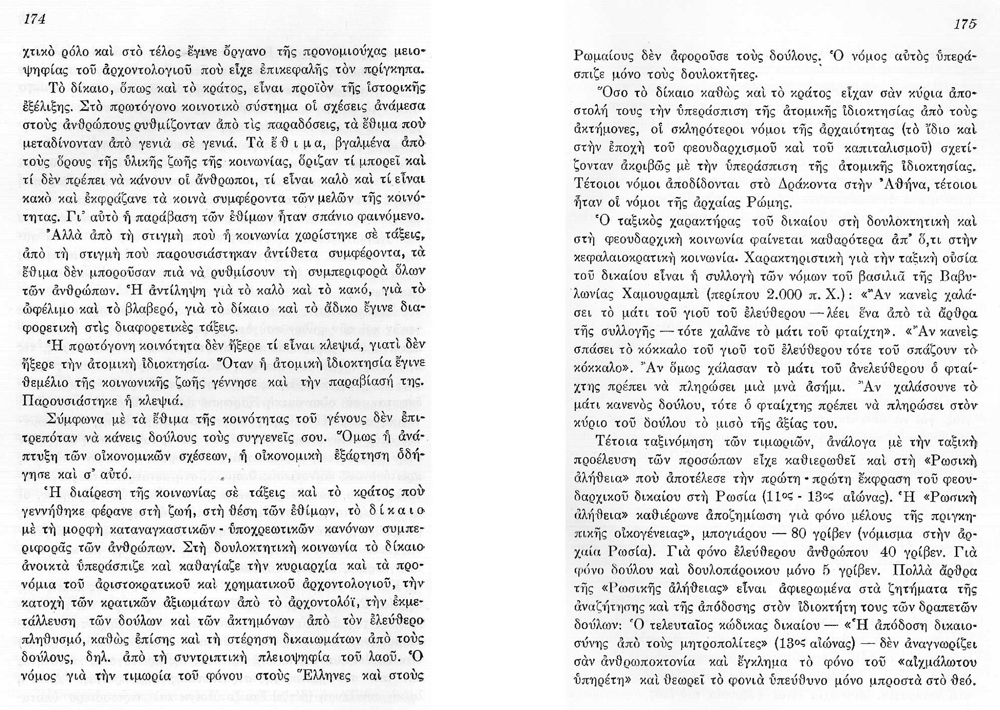 174
χτικὸ ρόλο καὶ στὸ τέλος ἔγινε ὄργανο τῆς προνομιούχας μειο-
ψηφίας τοῦ ἀρχοντολογιοῦ ποὺ εἶχε ἐπικεφαλῆς τὸν πρίγκηπα.
Τὸ δίκαιο, ὅπως καὶ τὸ κράτος, εἶναι προϊὸν τῆς ἱστορικῆς
ἐξέλιξης. Στὸ πρωτόγονο κοινοτικὸ σύστημα οἱ σχέσεις ἀνάμεσα
στοὺς ἀνθρώπους ρυθμίζονταν ἀπὸ τὶς παραδόσεις, τὰ ἔθιμα ποὺ
μεταδίνονταν ἀπὸ γενιὰ σὲ γενιά. Τὰ ἔθιμα, βγαλμένα ἀπὸ
τοὺς ὅρους τῆς ὑλικῆς ζωῆς τῆς κοινωνίας, ὅριζαν τί μπορεῖ καὶ
τί δὲν πρέπει νὰ κάνουν οἱ ἄνθρωποι, τί εἶναι καλὸ καὶ τί εἶναι
κακὸ καὶ ἐκφράζανε τὰ κοινὰ συμφέροντα τῶν μελῶν τῆς κοινό-
τητας. Γι᾿ αὐτὸ ἡ παράβαση τῶν ἐθίμων ἦταν σπάνιο φαινόμενο.
Ἀλλὰ ἀπὸ τὴ στιγμὴ ποὺ ἡ κοινωνία χωρίστηκε σὲ τάξεις,
ἀπὸ τὴ στιγμὴ ποὺ παρουσιάστηκαν ἀντίθετα συμφέροντα, τὰ
ἔθιμα δὲν μποροῦσαν πιὰ νὰ ρυθμίσουν τὴ συμπεριφορὰ ὅλων
τῶν ἀνθρώπων. Ἡ ἀντίληψη γιὰ τὸ καλὸ καὶ τὸ κακό, γιὰ τὸ
ὠφέλιμο καὶ τὸ βλαβερό, γιὰ τὸ δίκαιο καὶ τὸ ἄδικο ἔγινε δια-
φορετικὴ στὶς διαφορετικὲς τάξεις.
Ἡ πρωτόγονη κοινότητα δὲν ἤξερε τί εἶναι κλεψιά, γιατὶ δὲν
ἤξερε τὴν ἀτομικὴ ἰδιοκτησία. Ὅταν ἡ ἀτομικὴ ἰδιοκτησία ἔγινε
θεμέλιο τῆς κοινωνικῆς ζωῆς γέννησε καὶ τὴν παραβίασή της.
Παρουσιάστηκε ἡ κλεψιά.
Σύμφωνα μὲ τὰ ἔθιμα τῆς κοινότητας τοῦ γένους δὲν ἐπι-
τρεπόταν νὰ κάνεις δούλους τοὺς συγγενεῖς σου. Ὅμως ἡ ἀνά-
πτυξη τῶν οἰκονομικῶν σχέσεων, ἡ οἰκονομικὴ ἐξάρτηση ὁδή-
γησε καὶ σ᾿ αὐτό.
Ἡ διαίρεση τῆς κοινωνίας σὲ τάξεις καὶ τὸ κράτος ποὺ
γεννήθηκε φέρανε στὴ ζωή, στὴ θέση τῶν ἐθίμων, τὸ δίκαιο
μὲ τὴ μορφὴ καταναγκαστικῶν - ὑποχρεωτικῶν κανόνων συμπε-
ριφορᾶς τῶν ἀνθρώπων. Στὴ δουλοκτητικὴ κοινωνία τὸ δίκαιο
ἀνοικτὰ ὑπεράσπιζε καὶ καθαγίαζε τὴν κυριαρχία καὶ τὰ προ-
νόμια τοῦ ἀριστοκρατικοῦ καὶ χρηματικοῦ ἀρχοντολογιοῦ, τὴν
κατοχὴ τῶν κρατικῶν ἀξιωμάτων ἀπὸ τὸ ἀρχοντολόϊ, τὴν ἐκμε-
τάλλευση τῶν δούλων καὶ τῶν ἀκτημόνων ἀπὸ τὸν ἐλεύθερο
πληθυσμό, καθὼς ἐπίσης καὶ τὴ στέρηση δικαιωμάτων ἀπὸ τοὺς
δούλους, δηλ. ἀπὸ τὴ συντριπτικὴ πλειοψηφία τοῦ λαοῦ. Ὁ
νόμος γιὰ τὴν τιμωρία τοῦ φόνου στοὺς Ἕλληνες καὶ στοὺς
175
Ρωμαίους δὲν ἀφοροῦσε τοὺς δούλους. Ὁ νόμος αὐτὸς ὑπερά-
σπιζε μόνο τοὺς δουλοκτῆτες.
Ὅσο τὸ δίκαιο καθὼς καὶ τὸ κράτος εἶχαν σὰν κύρια ἀπο-
στολή τους τὴν ὑπεράσπιση τῆς ἀτομικῆς ἰδιοκτησίας ἀπὸ τοὺς
ἀκτήμονες, οἱ σκληρότεροι νόμοι τῆς ἀρχαιότητας (τὸ ἴδιο καὶ
στὴν ἐποχὴ τοῦ φεουδαρχισμοῦ καὶ τοῦ καπιταλισμοῦ) σχετί-
ζονταν ἀκριβῶς μὲ τὴν ὑπεράσπιση τῆς ἀτομικῆς ἰδιοκτησίας.
Τέτοιοι νόμοι ἀποδίδονται στὸ Δράκοντα στὴν Ἀθήνα, τέτοιοι
ἦταν οἱ νόμοι τῆς ἀρχαίας Ρώμης.
Ὁ ταξικὸς χαρακτήρας τοῦ δικαίου στὴ δουλοκτητικὴ καὶ
στὴ φεουδαρχικὴ κοινωνία φαίνεται καθαρότερα ἀπ᾿ ὅ,τι στὴν
κεφαλαιοκρατικὴ κοινωνία. Χαρακτηριστικὴ γιὰ τὴν ταξικὴ οὐσία
τοῦ δικαίου εἶναι ἡ συλλογὴ τῶν νόμων τοῦ βασιλιᾶ τῆς Βαβυ-
λωνίας Χαμουραμπὶ (περίπου 2.000 π. Χ.): «Ἂν κανεὶς χαλά-
σει τὸ μάτι τοῦ γιοῦ τοῦ ἐλεύθερου — λέει ἕνα ἀπὸ τὰ ἄρθρα
τῆς συλλογῆς — τότε χαλᾶνε τὸ μάτι τοῦ φταίχτη». «Ἂν κανεὶς
σπάσει τὸ κόκκαλο τοῦ γιοῦ τοῦ ἐλεύθερου τότε τοῦ σπάζουν τὸ
κόκκαλο». Ἂν ὅμως χάλασαν τὸ μάτι τοῦ ἀνελεύθερου ὁ φταί-
χτης πρέπει νὰ πληρώσει μιὰ μνὰ ἀσήμι. Ἂν χαλάσουνε τὸ
μάτι κανενὸς δούλου, τότε ὁ φταίχτης πρέπει νὰ πληρώσει στὸν
κύριο τοῦ δούλου τὸ μισὸ τῆς ἀξίας του.
Τέτοια ταξινόμηση τῶν τιμωριῶν, ἀνάλογα μὲ τὴν ταξικὴ
προέλευση τῶν προσώπων εἶχε καθιερωθεῖ καὶ στὴ «Ρωσικὴ
ἀλήθεια» ποὺ ἀποτέλεσε τὴν πρώτη - πρώτη ἔκφραση τοῦ φεου-
δαρχικοῦ δικαίου στὴ Ρωσία (11ος - 13ος αἰώνας). Ἡ «Ρωσικὴ
ἀλήθεια» καθιέρωνε ἀποζημίωση γιὰ φόνο μέλους τῆς πριγκη-
πικῆς οἰκογένειας», μπογιάρου — 80 γρίβεν (νόμισμα στὴν ἀρ-
χαία Ρωσία). Γιὰ φόνο ἐλεύθερου ἀνθρώπου 40 γρίβεν. Γιὰ
φόνο δούλου καὶ δουλοπάροικου μόνο 5 γρίβεν. Πολλὰ ἄρθρα
τῆς «Ρωσικῆς ἀλήθειας» εἶναι ἀφιερωμένα στὰ ζητήματα τῆς
ἀναζήτησης καὶ τῆς ἀπόδοσης στὸν ἰδιοκτήτη τους τῶν δραπετῶν
δούλων: Ὁ τελευταῖος κώδικας δικαίου — «Ἡ ἀπόδοση δικαιο-
σύνης ἀπὸ τοὺς μητροπολίτες» (13ος αἰώνας) — δὲν ἀναγνωρίζει
σὰν ἀνθρωποκτονία καὶ ἔγκλημα τὸ φόνο τοῦ «αἰχμάλωτου
ὑπηρέτη» καὶ θεωρεῖ τὸ φονιὰ ὑπεύθυνο μόνο μπροστὰ στὸ θεό.